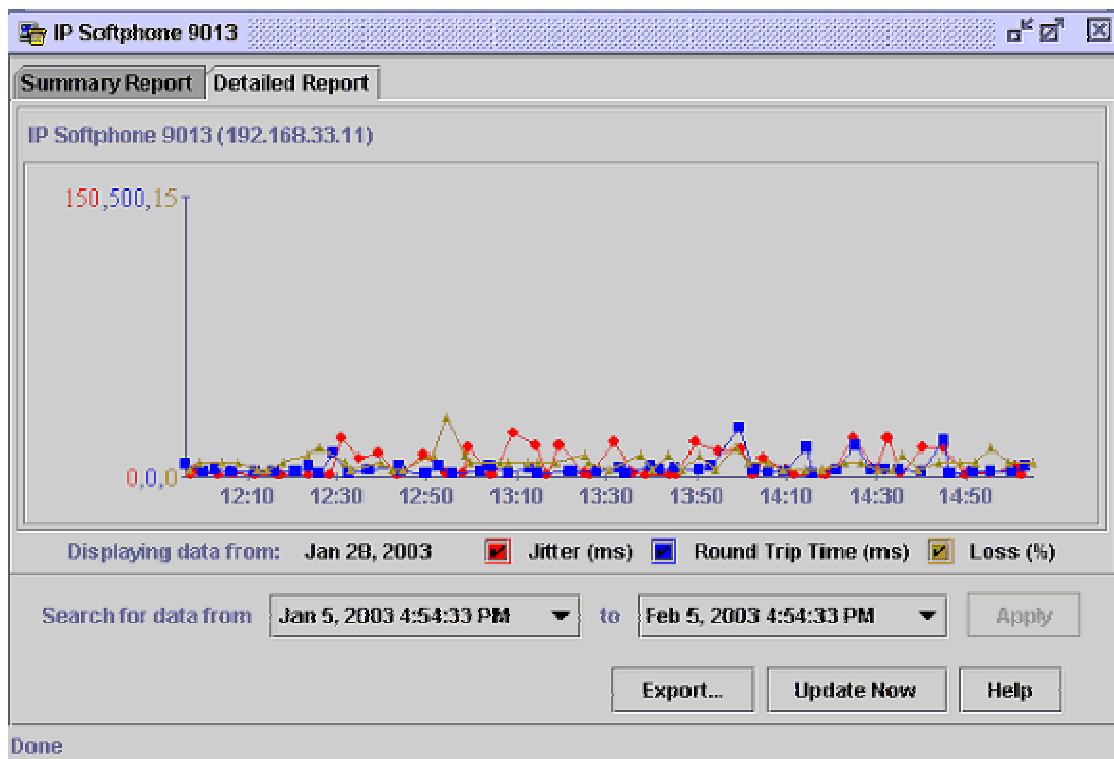 IP Softphone 9013
Summary Report Detailed Report
IP Softphone 9013 (192.168.33.11)
150,500,15
0,0,0
12:10 12:30 12:50 13:10 13:30 13:50 14:10 14:30 14:50
Displaying data from: Jan 28, 2003 Jitter (ms) Round Trip Time (ms) Loss (%)
Search for data from Jan 5, 2003 4:54:33 PM to Feb 5, 2003 4:54:33 PM Apply
Export... Update Now Help
Done